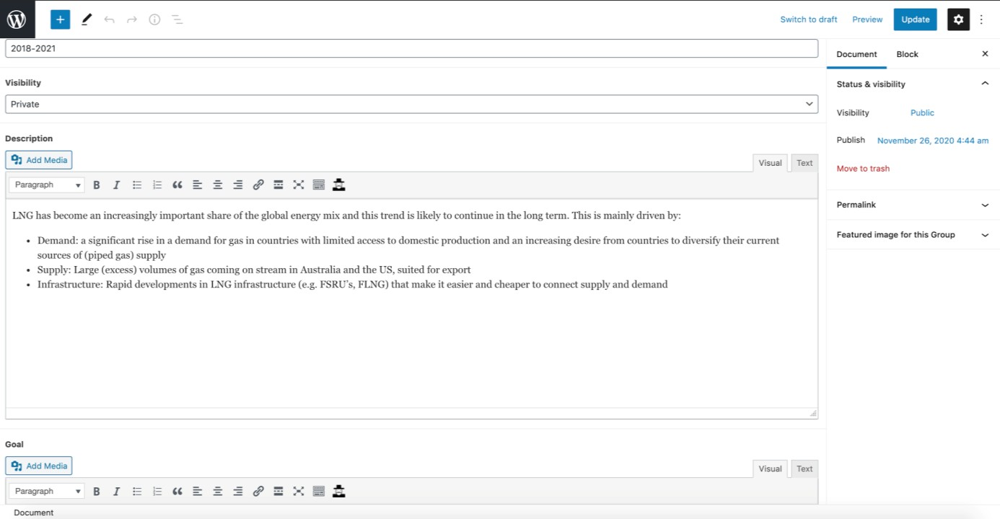 Switch to draft Preview Update
2018-2021
Visibility
Private
Description
Add Media
Visual Text
Paragraph B I
LNG has become an increasingly important share of the global energy mix and this trend is likely to continue in the long term. This is mainly driven by:
• Demand: a significant rise in a demand for gas in countries with limited access to domestic production and an increasing desire from countries to diversify their current
sources of (piped gas) supply
• Supply: Large (excess) volumes of gas coming on stream in Australia and the US, suited for export
• Infrastructure: Rapid developments in LNG infrastructure (e.g. FSRU's, FLNG) that make it easier and cheaper to connect supply and demand
Goal
Add Media
Visual Text
Paragraph B I
Document
Document Block
Status & visibility
Visibility Public
Publish November 26, 2020 4:44 am
Move to trash
Permalink
Featured image for this Group